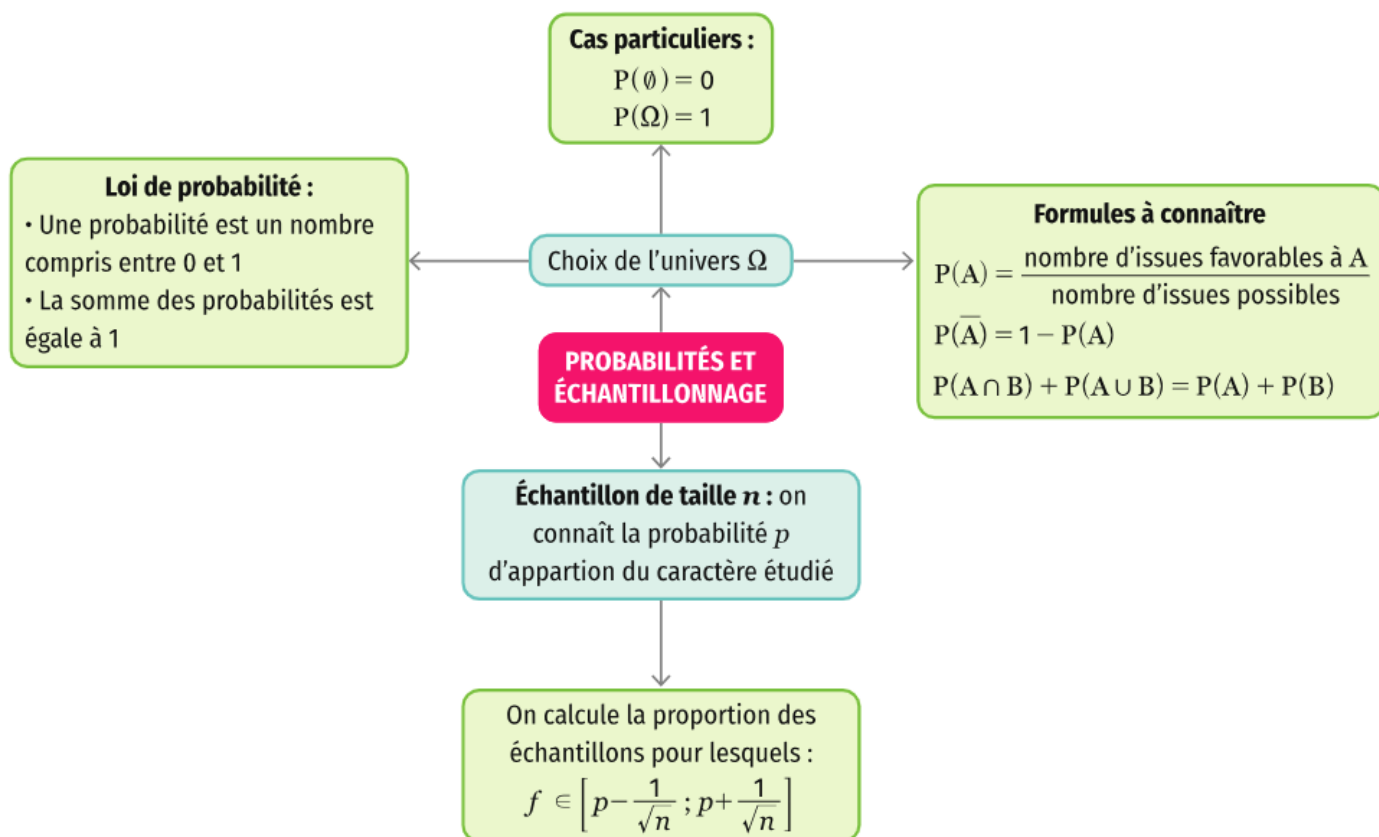 Cas particuliers :
P(∅) = 0
P(Ω) = 1
Loi de probabilité :
• Une probabilité est un nombre
compris entre 0 et 1
• La somme des probabilités est
égale à 1
Choix de l’univers Ω
Formules à connaître
P(A) = nombre d’issues favorables à A / nombre d’issues possibles
P(A̅) = 1 − P(A)
P(A ∩ B) + P(A ∪ B) = P(A) + P(B)
PROBABILITÉS ET
ÉCHANTILLONNAGE
Échantillon de taille n : on
connaît la probabilité p
d’appartion du caractère étudié
On calcule la proportion des
échantillons pour lesquels :
f ∈ [p − 1/√n ; p + 1/√n]